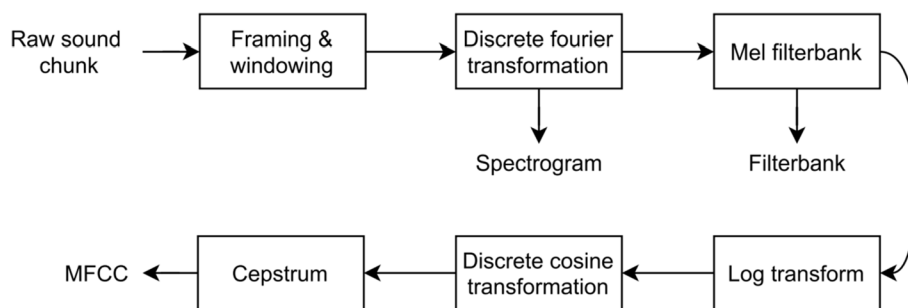 Raw sound
chunk
Framing &
windowing
Discrete fourier
transformation
Mel filterbank
Spectrogram
Filterbank
MFCC
Cepstrum
Discrete cosine
transformation
Log transform